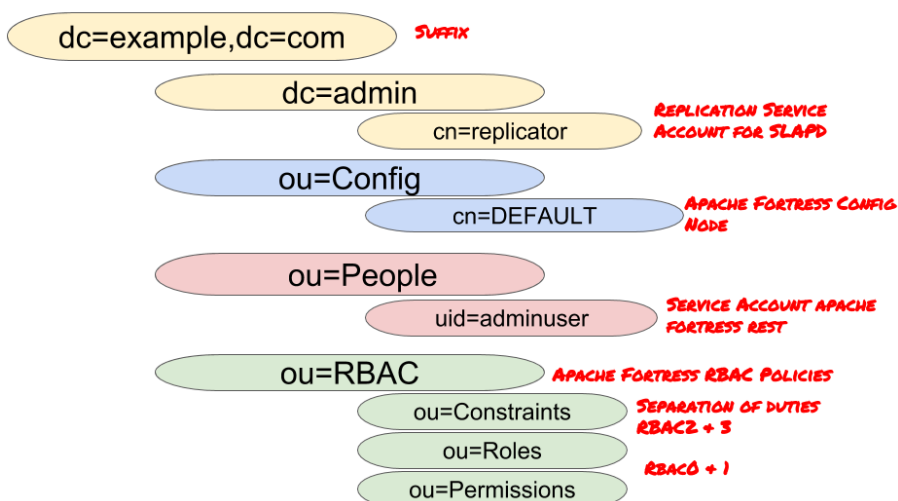 dc=example,dc=com
SUFFIX
dc=admin
cn=replicator
REPLICATION SERVICE
ACCOUNT FOR SLAPD
ou=Config
cn=DEFAULT
APACHE FORTRESS CONFIG
NODE
ou=People
uid=adminuser
SERVICE ACCOUNT APACHE
FORTRESS REST
ou=RBAC
APACHE FORTRESS RBAC POLICIES
ou=Constraints
SEPARATION OF DUTIES
RBAC2 + 3
ou=Roles
RBAC0 + 1
ou=Permissions